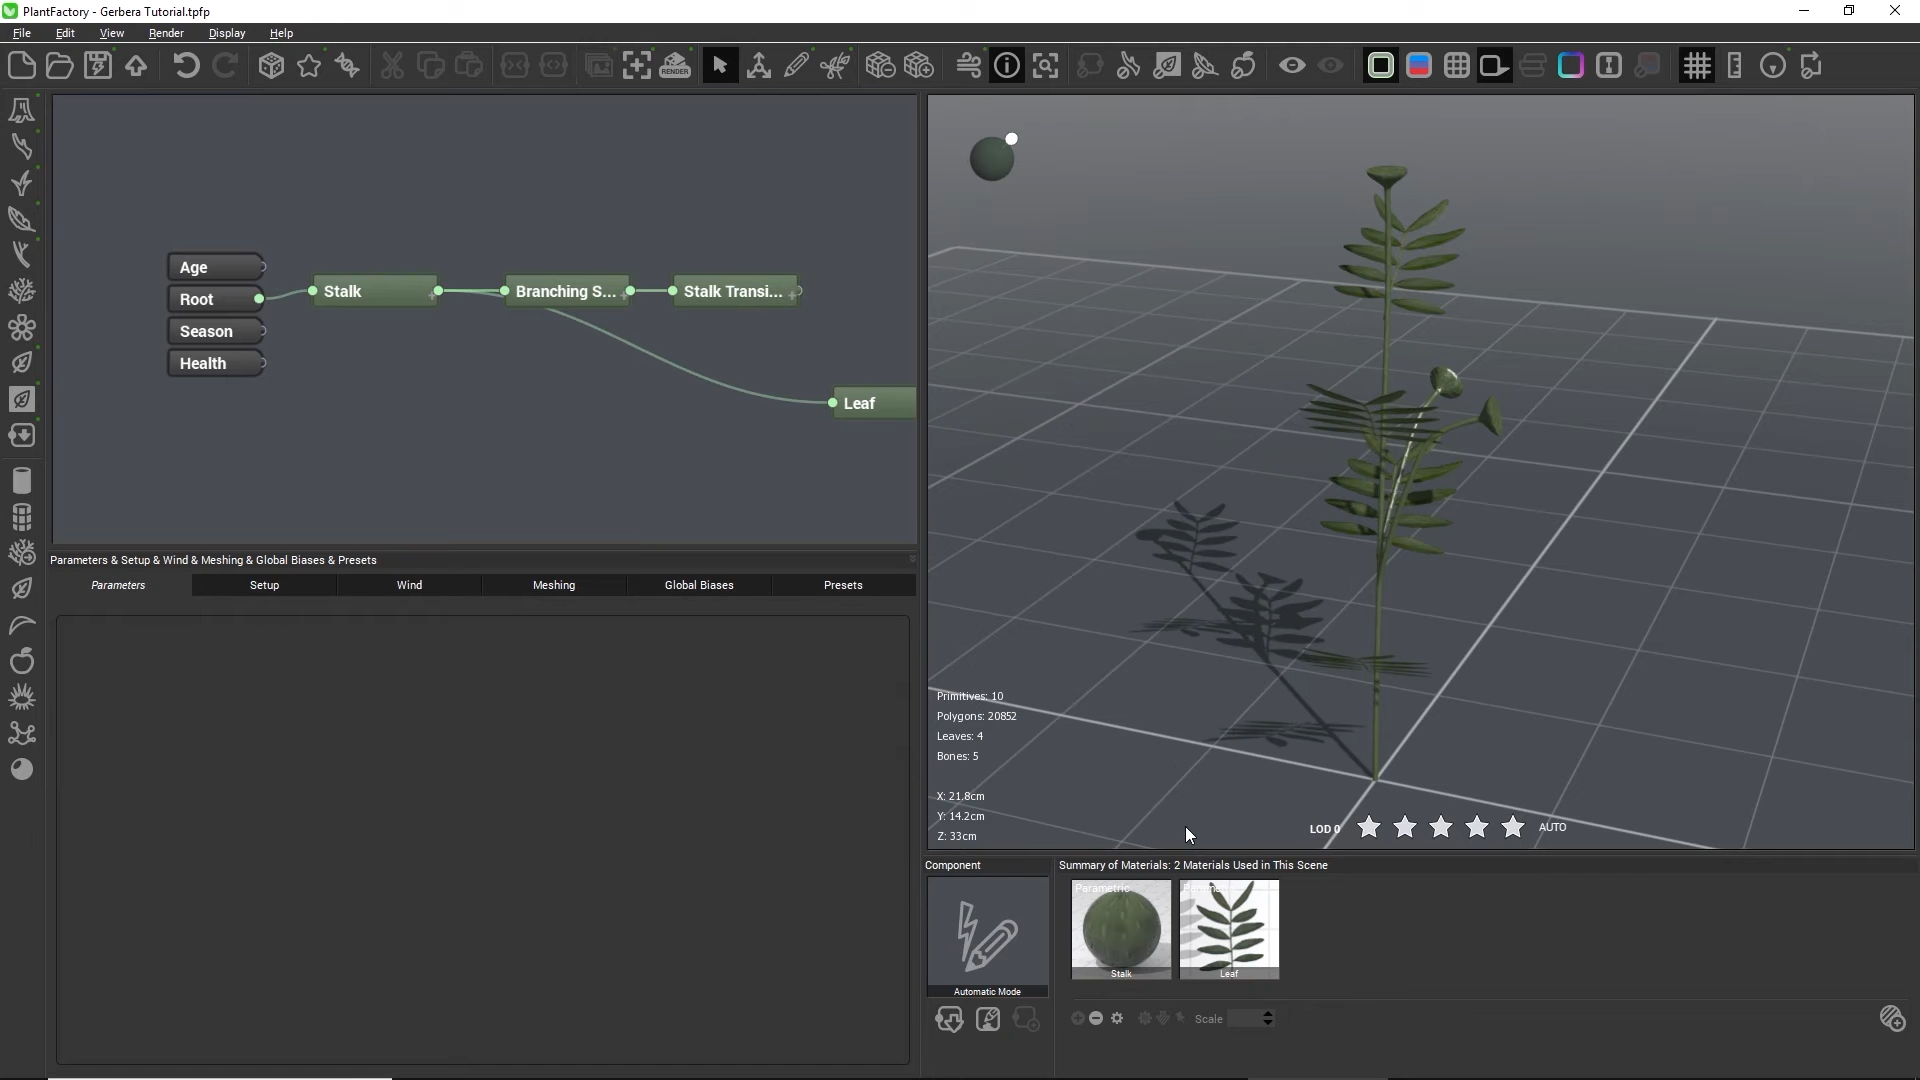 PlantFactory - Gerbera Tutorial.tpfp
File Edit View Render Display Help
RENDER
Age
Root
Season
Health
Stalk
Branching S...
Stalk Transi...
Leaf
Parameters & Setup & Wind & Meshing & Global Biases & Presets
Parameters Setup Wind Meshing Global Biases Presets
Primitives: 10
Polygons: 20852
Leaves: 4
Bones: 5
X: 21.8cm
Y: 14.2cm
Z: 33cm
LOD 0
AUTO
Component
Automatic Mode
Summary of Materials: 2 Materials Used in This Scene
Parametric
Stalk
Leaf
Scale